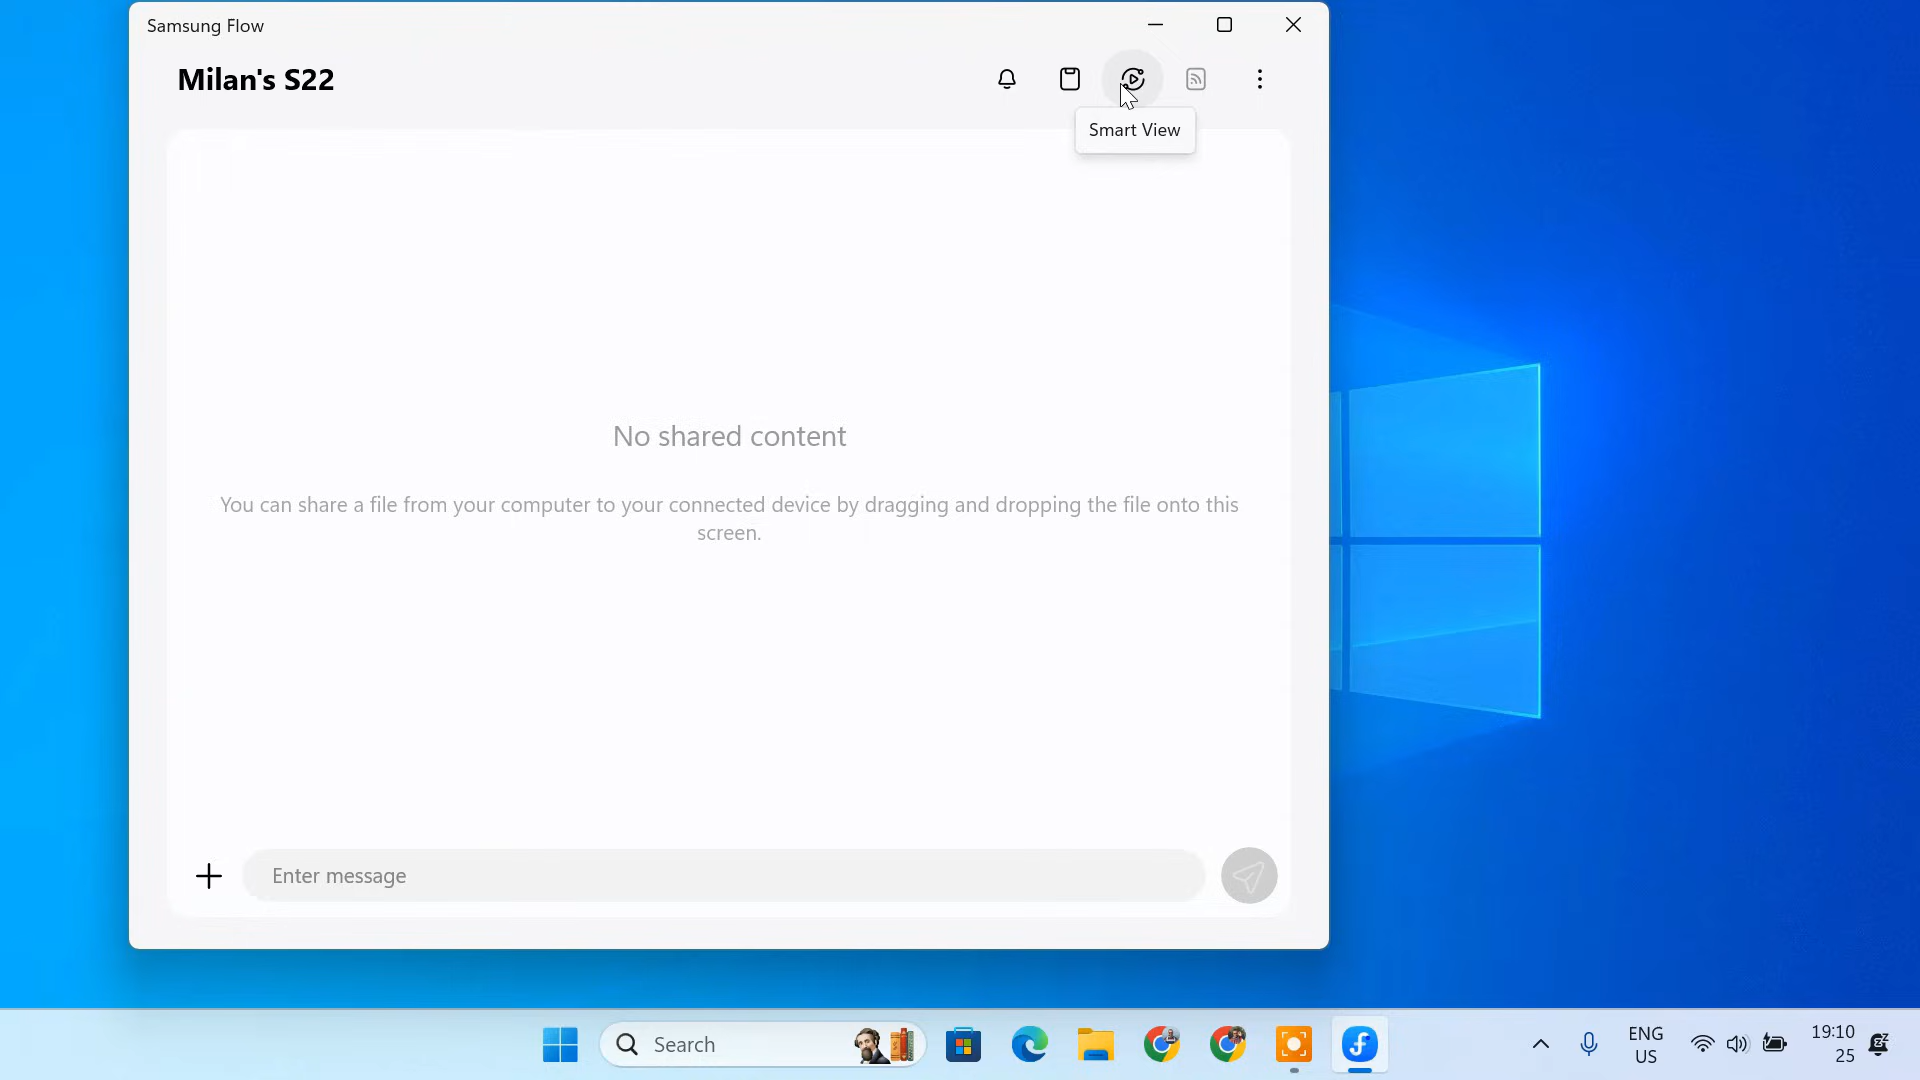 Samsung Flow
Milan's S22
Smart View
No shared content
You can share a file from your computer to your connected device by dragging and dropping the file onto this
screen.
Enter message
Search
ENG
US
19:10
25